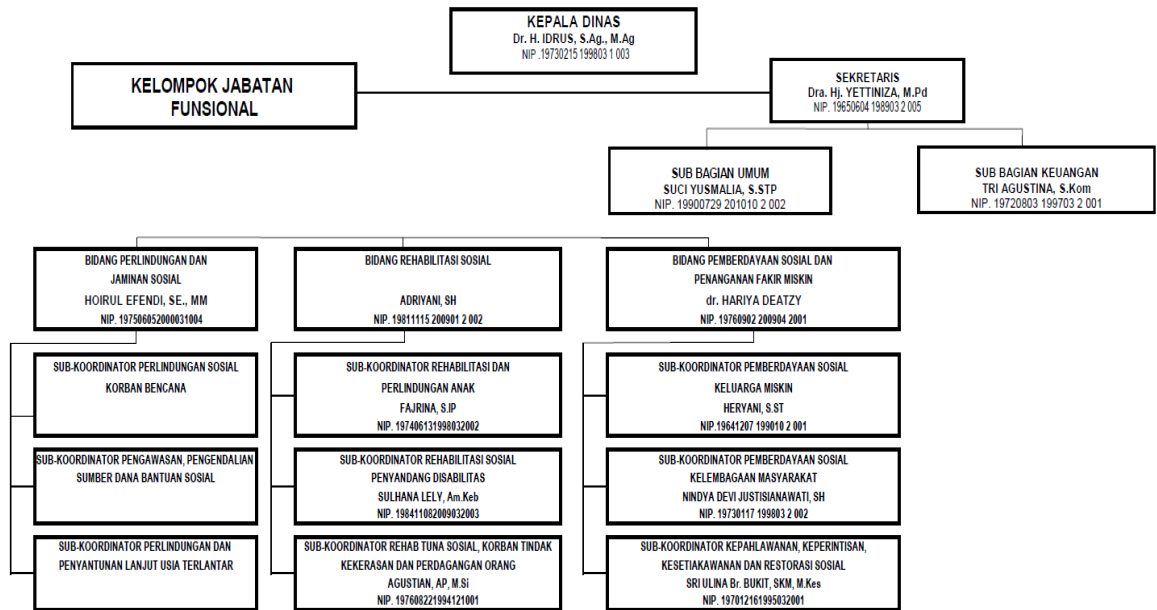 KEPALA DINAS
Dr. H. IDRUS, S.Ag., M.Ag
NIP .19730215 199803 1 003
KELOMPOK JABATAN
FUNSIONAL
SEKRETARIS
Dra. Hj. YETTINIZA, M.Pd
NIP. 19650604 198903 2 005
SUB BAGIAN UMUM
SUCI YUSMALIA, S.STP
NIP. 19900729 201010 2 002
SUB BAGIAN KEUANGAN
TRI AGUSTINA, S.Kom
NIP. 19720803 199703 2 001
BIDANG PERLINDUNGAN DAN
JAMINAN SOSIAL
HOIRUL EFENDI, SE., MM
NIP. 197506052000031004
BIDANG REHABILITASI SOSIAL
ADRIYANI, SH
NIP. 19811115 200901 2 002
BIDANG PEMBERDAYAAN SOSIAL DAN
PENANGANAN FAKIR MISKIN
dr. HARIYA DEATZY
NIP. 19760902 200904 2001
SUB-KOORDINATOR PERLINDUNGAN SOSIAL
KORBAN BENCANA
SUB-KOORDINATOR REHABILITASI DAN
PERLINDUNGAN ANAK
FAJRINA, S.IP
NIP. 197406131998032002
SUB-KOORDINATOR PEMBERDAYAAN SOSIAL
KELUARGA MISKIN
HERYANI, S.ST
NIP.19641207 199010 2 001
SUB-KOORDINATOR PENGAWASAN, PENGENDALIAN
SUMBER DANA BANTUAN SOSIAL
SUB-KOORDINATOR REHABILITASI SOSIAL
PENYANDANG DISABILITAS
SULHANA LELY, Am.Keb
NIP. 198411082009032003
SUB-KOORDINATOR PEMBERDAYAAN SOSIAL
KELEMBAGAAN MASYARAKAT
NINDYA DEVI JUSTISIANAWATI, SH
NIP. 19730117 199803 2 002
SUB-KOORDINATOR PERLINDUNGAN DAN
PENYANTUNAN LANJUT USIA TERLANTAR
SUB-KOORDINATOR REHAB TUNA SOSIAL, KORBAN TINDAK
KEKERASAN DAN PERDAGANGAN ORANG
AGUSTIAN, AP, M.Si
NIP. 197608221994121001
SUB-KOORDINATOR KEPAHLAWANAN, KEPERINTISAN,
KESETIAKAWANAN DAN RESTORASI SOSIAL
SRI ULINA Br. BUKIT, SKM, M.Kes
NIP. 197012161995032001